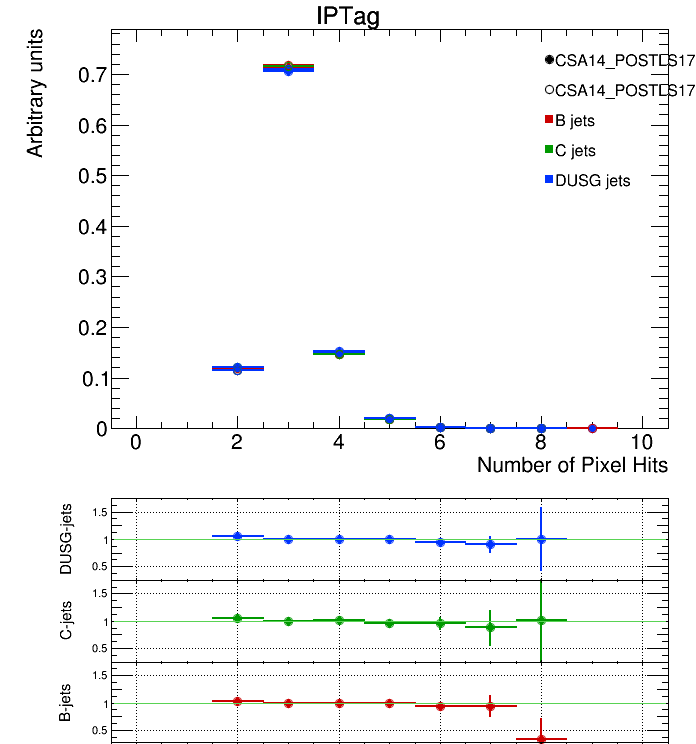 IPTag
Arbitrary units
0.7
0.6
0.5
0.4
0.3
0.2
0.1
0
CSA14_POSTLS17
CSA14_POSTLS17
B jets
C jets
DUSG jets
0 2 4 6 8 10
Number of Pixel Hits
DUSG-jets
1.5
1
0.5
C-jets
1.5
1
0.5
B-jets
1.5
1
0.5